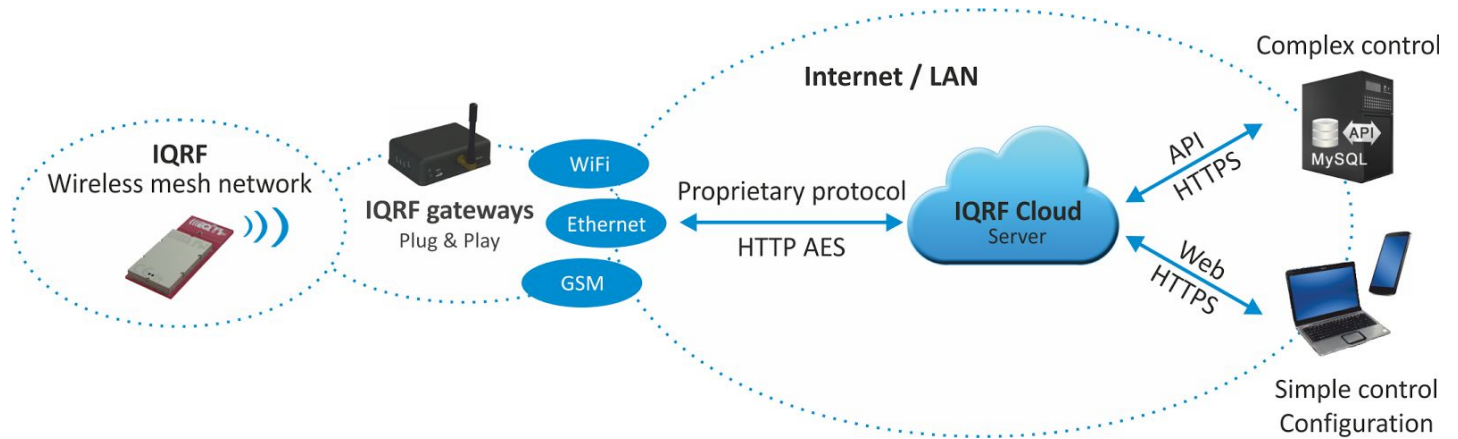 IQRF
Wireless mesh network
IQRF gateways
Plug & Play
WiFi
Ethernet
GSM
Internet / LAN
Proprietary protocol
HTTP AES
IQRF Cloud
Server
API
HTTPS
Web
HTTPS
Complex control
API
MySQL
Simple control
Configuration